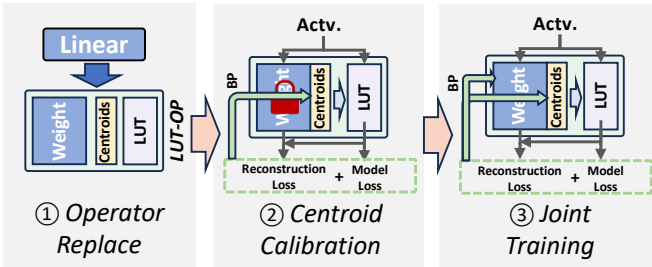 Linear
Weight
Centroids
LUT
LUT-OP
① Operator
Replace
Actv.
BP
Weight
Centroids
LUT
Reconstruction
Loss
+
Model
Loss
② Centroid
Calibration
Actv.
BP
Weight
Centroids
LUT
Reconstruction
Loss
+
Model
Loss
③ Joint
Training